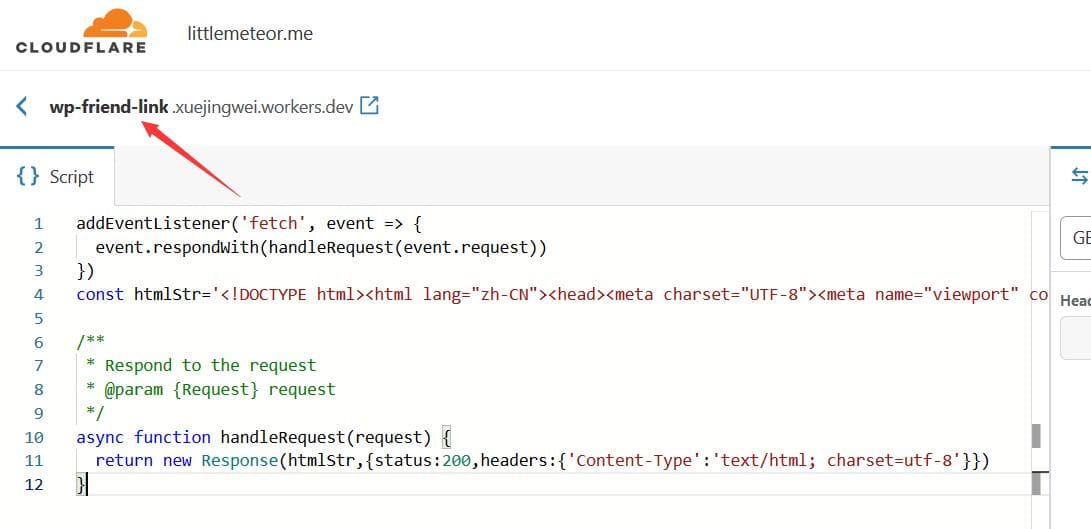 CLOUDFLARE
littlemeteor.me
wp-friend-link .xuejingwei.workers.dev
{ } Script
1 addEventListener('fetch', event => {
2 event.respondWith(handleRequest(event.request))
3 })
4 const htmlStr='<!DOCTYPE html><html lang="zh-CN"><head><meta charset="UTF-8"><meta name="viewport" co
5
6 /**
7 * Respond to the request
8 * @param {Request} request
9 */
10 async function handleRequest(request) {
11 return new Response(htmlStr,{status:200,headers:{'Content-Type':'text/html; charset=utf-8'}})
12 }
GE
Head